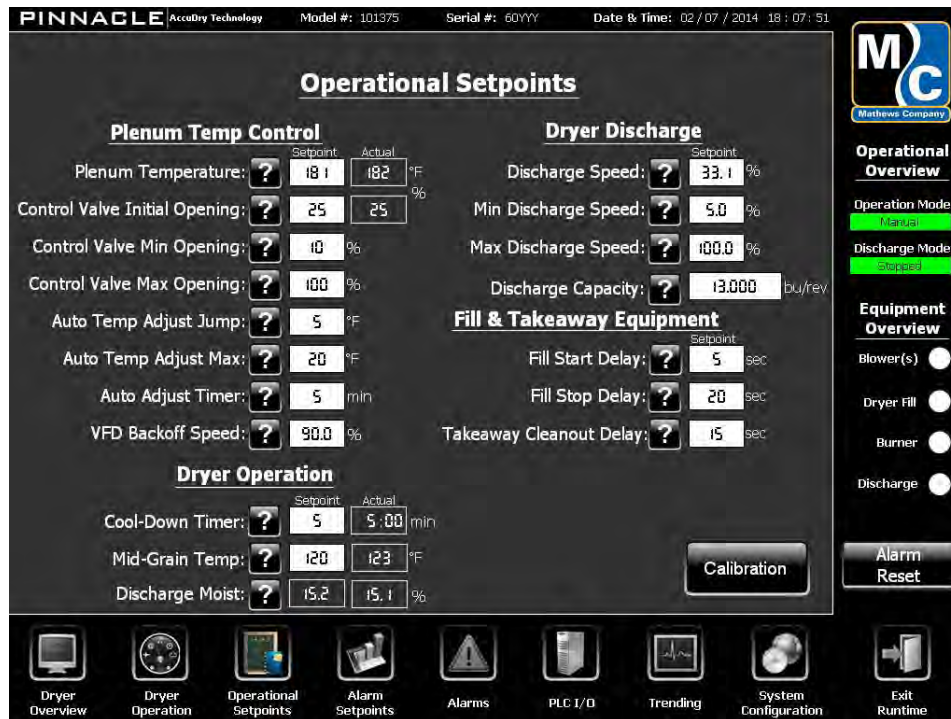 PINNACLE AccuDry Technology Model #: 101375 Serial #: 60YYY Date & Time: 02 / 07 / 2014 18 : 07 : 51
MC
Mathews Company
Operational Setpoints
Plenum Temp Control
Setpoint Actual
Plenum Temperature: ? 181 182 °F
Control Valve Initial Opening: ? 25 25 %
Control Valve Min Opening: ? 10 %
Control Valve Max Opening: ? 100 %
Auto Temp Adjust Jump: ? 5 °F
Auto Temp Adjust Max: ? 20 °F
Auto Adjust Timer: ? 5 min
VFD Backoff Speed: ? 90.0 %
Dryer Operation
Setpoint Actual
Cool-Down Timer: ? 5 5:00 min
Mid-Grain Temp: ? 120 123 °F
Discharge Moist: ? 15.2 15.1 %
Dryer Discharge
Setpoint
Discharge Speed: ? 33.1 %
Min Discharge Speed: ? 5.0 %
Max Discharge Speed: ? 100.0 %
Discharge Capacity: ? 13.000 bu/rev
Fill & Takeaway Equipment
Setpoint
Fill Start Delay: ? 5 sec
Fill Stop Delay: ? 20 sec
Takeaway Cleanout Delay: ? 15 sec
Calibration
Operational
Overview
Operation Mode
Manual
Discharge Mode
Stopped
Equipment
Overview
Blower(s)
Dryer Fill
Burner
Discharge
Alarm
Reset
Dryer
Overview
Dryer
Operation
Operational
Setpoints
Alarm
Setpoints
Alarms
PLC I/O
Trending
System
Configuration
Exit
Runtime